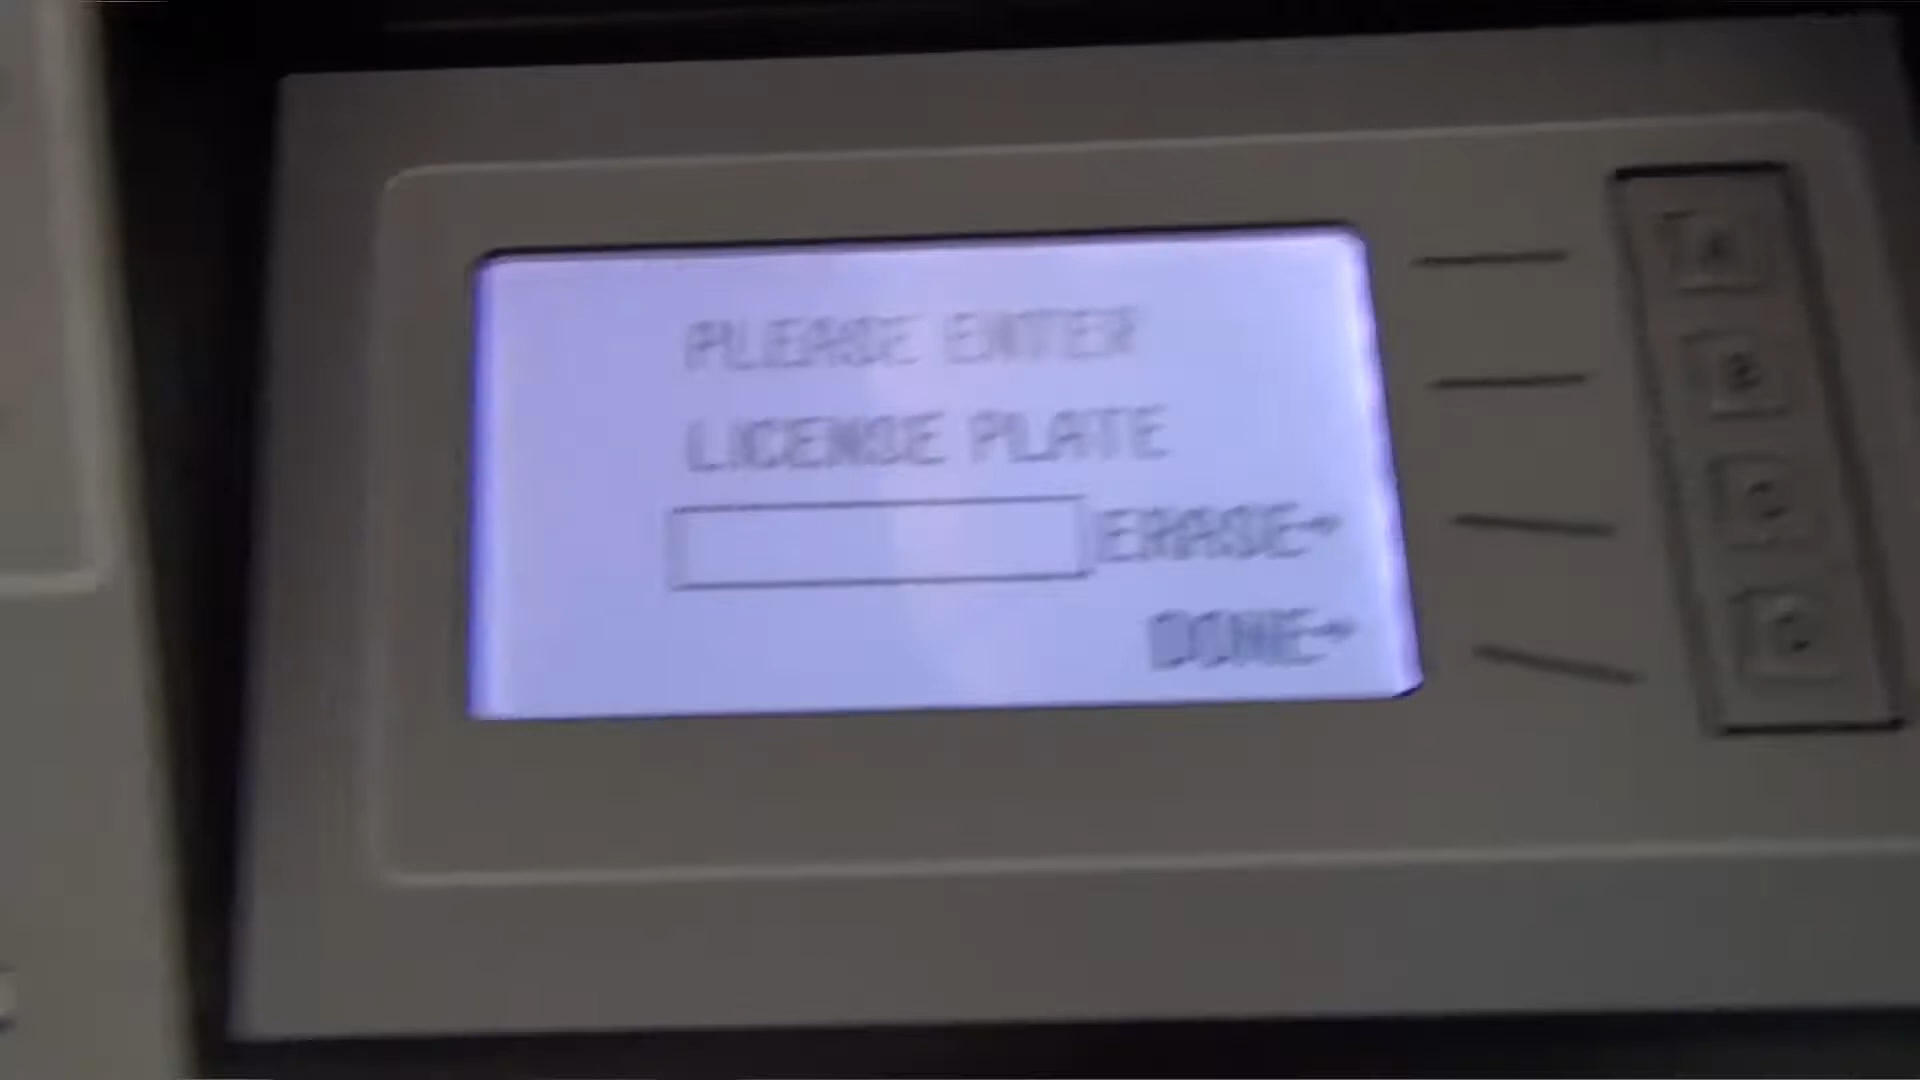 PLEASE ENTER
LICENSE PLATE
ERASE→
DONE→
A
B
C
D